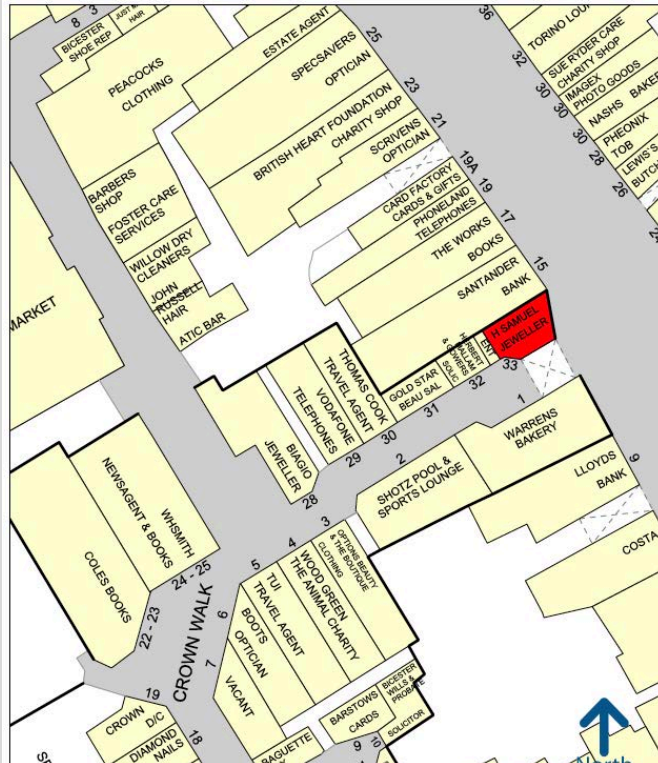 8
3
BICESTER
SHOE REP
HAIR
PEACOCKS
CLOTHING
ESTATE AGENT
SPECSAVERS
OPTICIAN
BRITISH HEART FOUNDATION
CHARITY SHOP
SCRIVENS
OPTICIAN
25
23
21
19A
19
17
15
CARD FACTORY
CARDS & GIFTS
PHONELAND
TELEPHONES
THE WORKS
BOOKS
SANTANDER
BANK
H SAMUEL
JEWELLER
33
36
32
30
30
30
28
26
TORINO
SUE RYDER CARE
CHARITY SHOP
IMAGEX
PHOTO GOODS
NASHS
PHEONIX
TOB
LEWIS'S
BARBERS
SHOP
FOSTER CARE
SERVICES
WILLOW DRY
CLEANERS
JOHN
RUSSELL
HAIR
ATIC BAR
MARKET
THOMAS COOK
TRAVEL AGENT
VODAFONE
TELEPHONES
BIAGIO
JEWELLER
GOLD STAR
BEAU SAL
SOLIC
ENT
28
29
30
31
32
1
2
WARRENS
BAKERY
SHOTZ POOL &
SPORTS LOUNGE
LLOYDS
BANK
9
COSTA
3
4
5
6
7
OPTIONS BEAUTY
& THE BOUTIQUE
CLOTHING
WOOD GREEN
THE ANIMAL CHARITY
TUI
TRAVEL AGENT
BOOTS
OPTICIAN
VACANT
WHSMITH
NEWSAGENT & BOOKS
24 - 25
COLES BOOKS
22 - 23
CROWN WALK
19
18
CROWN
D/C
DIAMOND
NAILS
BARSTOWS
CARDS
BICESTER
WILLS &
PROBATE
SOLICITOR
BAGUETTE
9
10
North